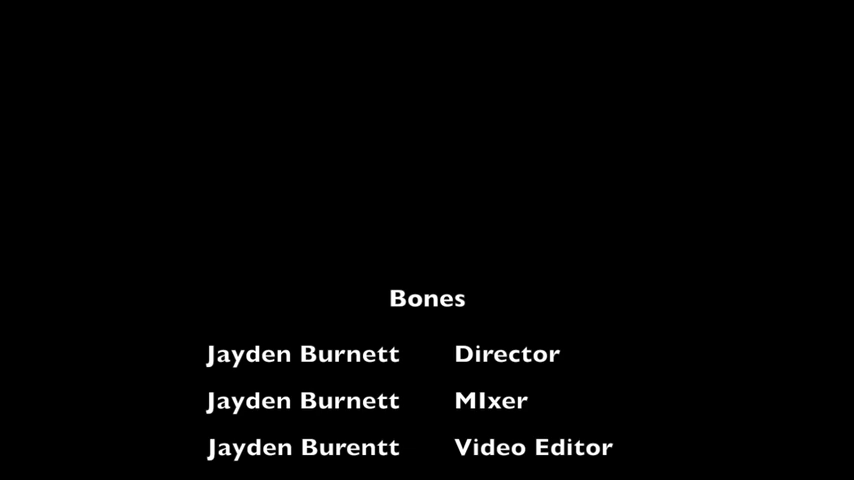 Bones
Jayden Burnett Director
Jayden Burnett MIxer
Jayden Burentt Video Editor